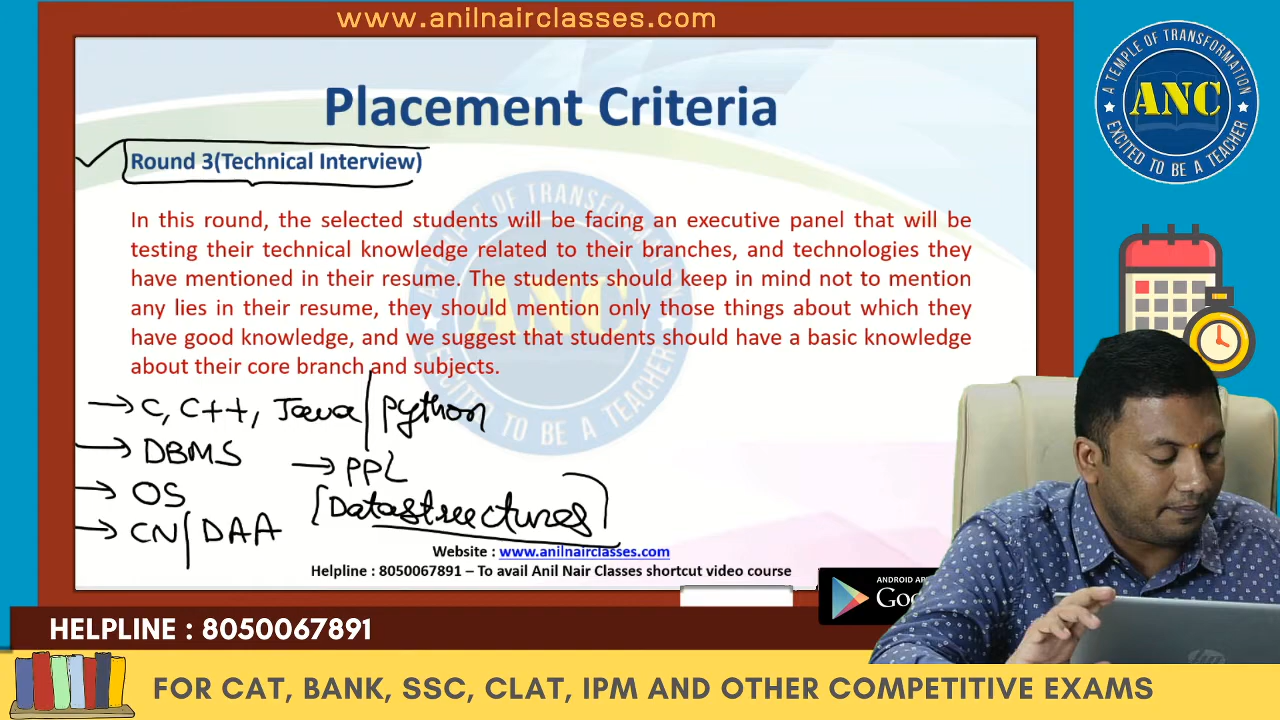 www.anilnairclasses.com
Placement Criteria
Round 3(Technical Interview)
In this round, the selected students will be facing an executive panel that will be
testing their technical knowledge related to their branches, and technologies they
have mentioned in their resume. The students should keep in mind not to mention
any lies in their resume, they should mention only those things about which they
have good knowledge, and we suggest that students should have a basic knowledge
about their core branch and subjects.
→ C, C++, Java | python
→ DBMS
→ PPL
→ OS
[Datastructures]
→ CN | DAA
Website : www.anilnairclasses.com
Helpline : 8050067891 – To avail Anil Nair Classes shortcut video course
A TEMPLE OF TRANSFORMATION
ANC
EXCITED TO BE A TEACHER
ANDROID
HELPLINE : 8050067891
FOR CAT, BANK, SSC, CLAT, IPM AND OTHER COMPETITIVE EXAMS